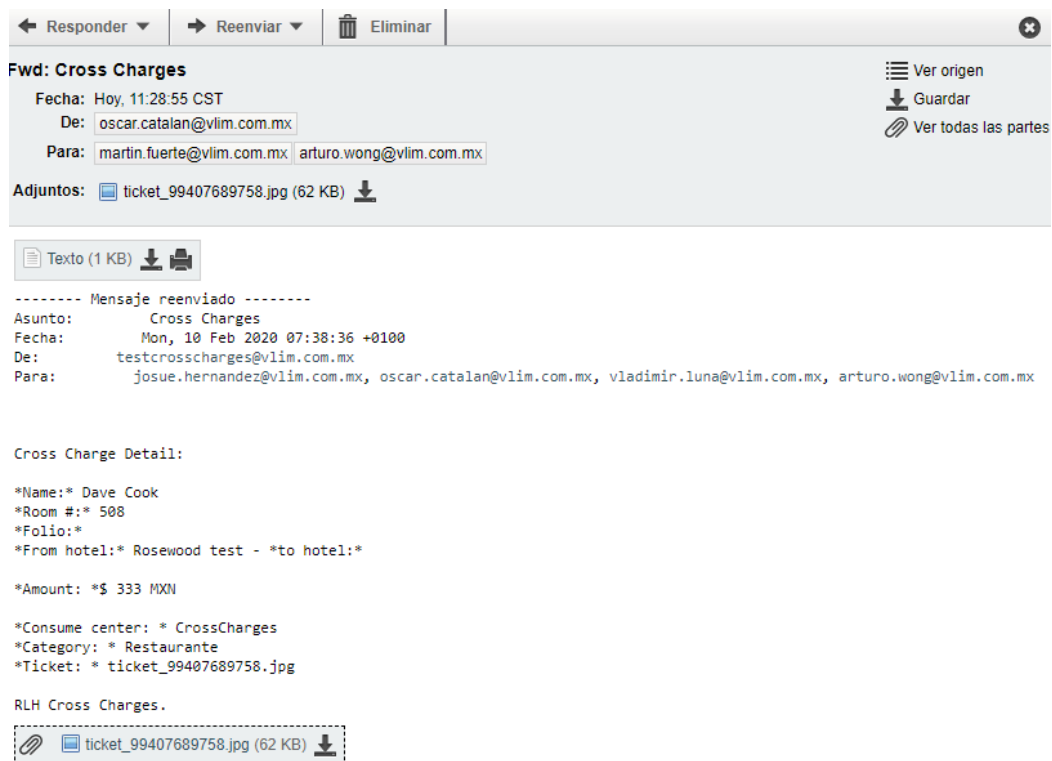 Responder
Reenviar
Eliminar
Fwd: Cross Charges
Ver origen
Fecha: Hoy, 11:28:55 CST
Guardar
De: oscar.catalan@vlim.com.mx
Ver todas las partes
Para: martin.fuerte@vlim.com.mx arturo.wong@vlim.com.mx
Adjuntos: ticket_99407689758.jpg (62 KB)
Texto (1 KB)
-------- Mensaje reenviado --------
Asunto: Cross Charges
Fecha: Mon, 10 Feb 2020 07:38:36 +0100
De: testcrosscharges@vlim.com.mx
Para: josue.hernandez@vlim.com.mx, oscar.catalan@vlim.com.mx, vladimir.luna@vlim.com.mx, arturo.wong@vlim.com.mx
Cross Charge Detail:
*Name:* Dave Cook
*Room #:* 508
*Folio:*
*From hotel:* Rosewood test - *to hotel:*
*Amount: *$ 333 MXN
*Consume center: * CrossCharges
*Category: * Restaurante
*Ticket: * ticket_99407689758.jpg
RLH Cross Charges.
ticket_99407689758.jpg (62 KB)